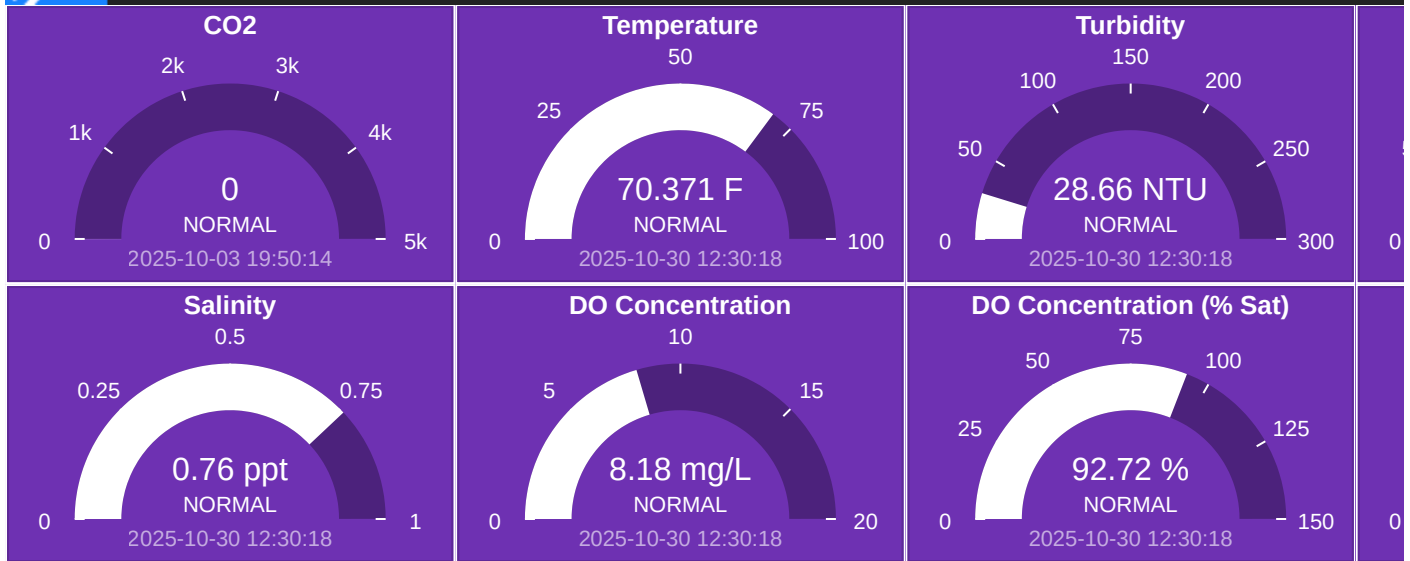 CO2
0
1k
2k
3k
4k
5k
0
NORMAL
2025-10-03 19:50:14
Temperature
0
25
50
75
100
70.371 F
NORMAL
2025-10-30 12:30:18
Turbidity
0
50
100
150
200
250
300
28.66 NTU
NORMAL
2025-10-30 12:30:18
0
Salinity
0
0.25
0.5
0.75
1
0.76 ppt
NORMAL
2025-10-30 12:30:18
DO Concentration
0
5
10
15
20
8.18 mg/L
NORMAL
2025-10-30 12:30:18
DO Concentration (% Sat)
0
25
50
75
100
125
150
92.72 %
NORMAL
2025-10-30 12:30:18
0